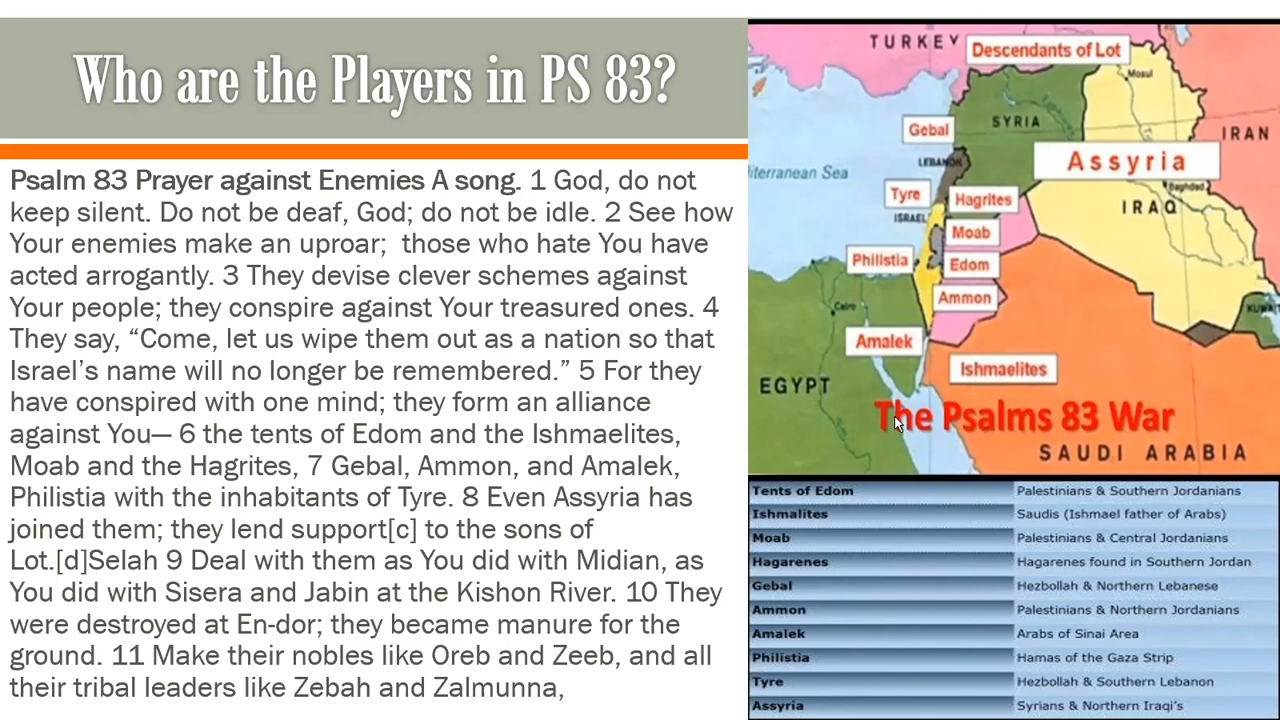 Who are the Players in PS 83?
Psalm 83 Prayer against Enemies A song. 1 God, do not
keep silent. Do not be deaf, God; do not be idle. 2 See how
Your enemies make an uproar;  those who hate You have
acted arrogantly. 3 They devise clever schemes against
Your people; they conspire against Your treasured ones. 4
They say, “Come, let us wipe them out as a nation so that
Israel’s name will no longer be remembered.” 5 For they
have conspired with one mind; they form an alliance
against You— 6 the tents of Edom and the Ishmaelites,
Moab and the Hagrites, 7 Gebal, Ammon, and Amalek,
Philistia with the inhabitants of Tyre. 8 Even Assyria has
joined them; they lend support[c] to the sons of
Lot.[d]Selah 9 Deal with them as You did with Midian, as
You did with Sisera and Jabin at the Kishon River. 10 They
were destroyed at En-dor; they became manure for the
ground. 11 Make their nobles like Oreb and Zeeb, and all
their tribal leaders like Zebah and Zalmunna,
TURKEY
Descendants of Lot
Mosul
Gebal
SYRIA
IRAN
LEBANON
Assyria
iterranean Sea
Baghdad
Tyre
Hagrites
IRAQ
ISRAEL
Moab
Philistia
Edom
Ammon
Cairo
KUWAIT
Amalek
Ishmaelites
EGYPT
The Psalms 83 War
SAUDI ARABIA
Tents of Edom Palestinians & Southern Jordanians
Ishmalites Saudis (Ishmael father of Arabs)
Moab Palestinians & Central Jordanians
Hagarenes Hagarenes found in Southern Jordan
Gebal Hezbollah & Northern Lebanese
Ammon Palestinians & Northern Jordanians
Amalek Arabs of Sinai Area
Philistia Hamas of the Gaza Strip
Tyre Hezbollah & Southern Lebanon
Assyria Syrians & Northern Iraqi’s